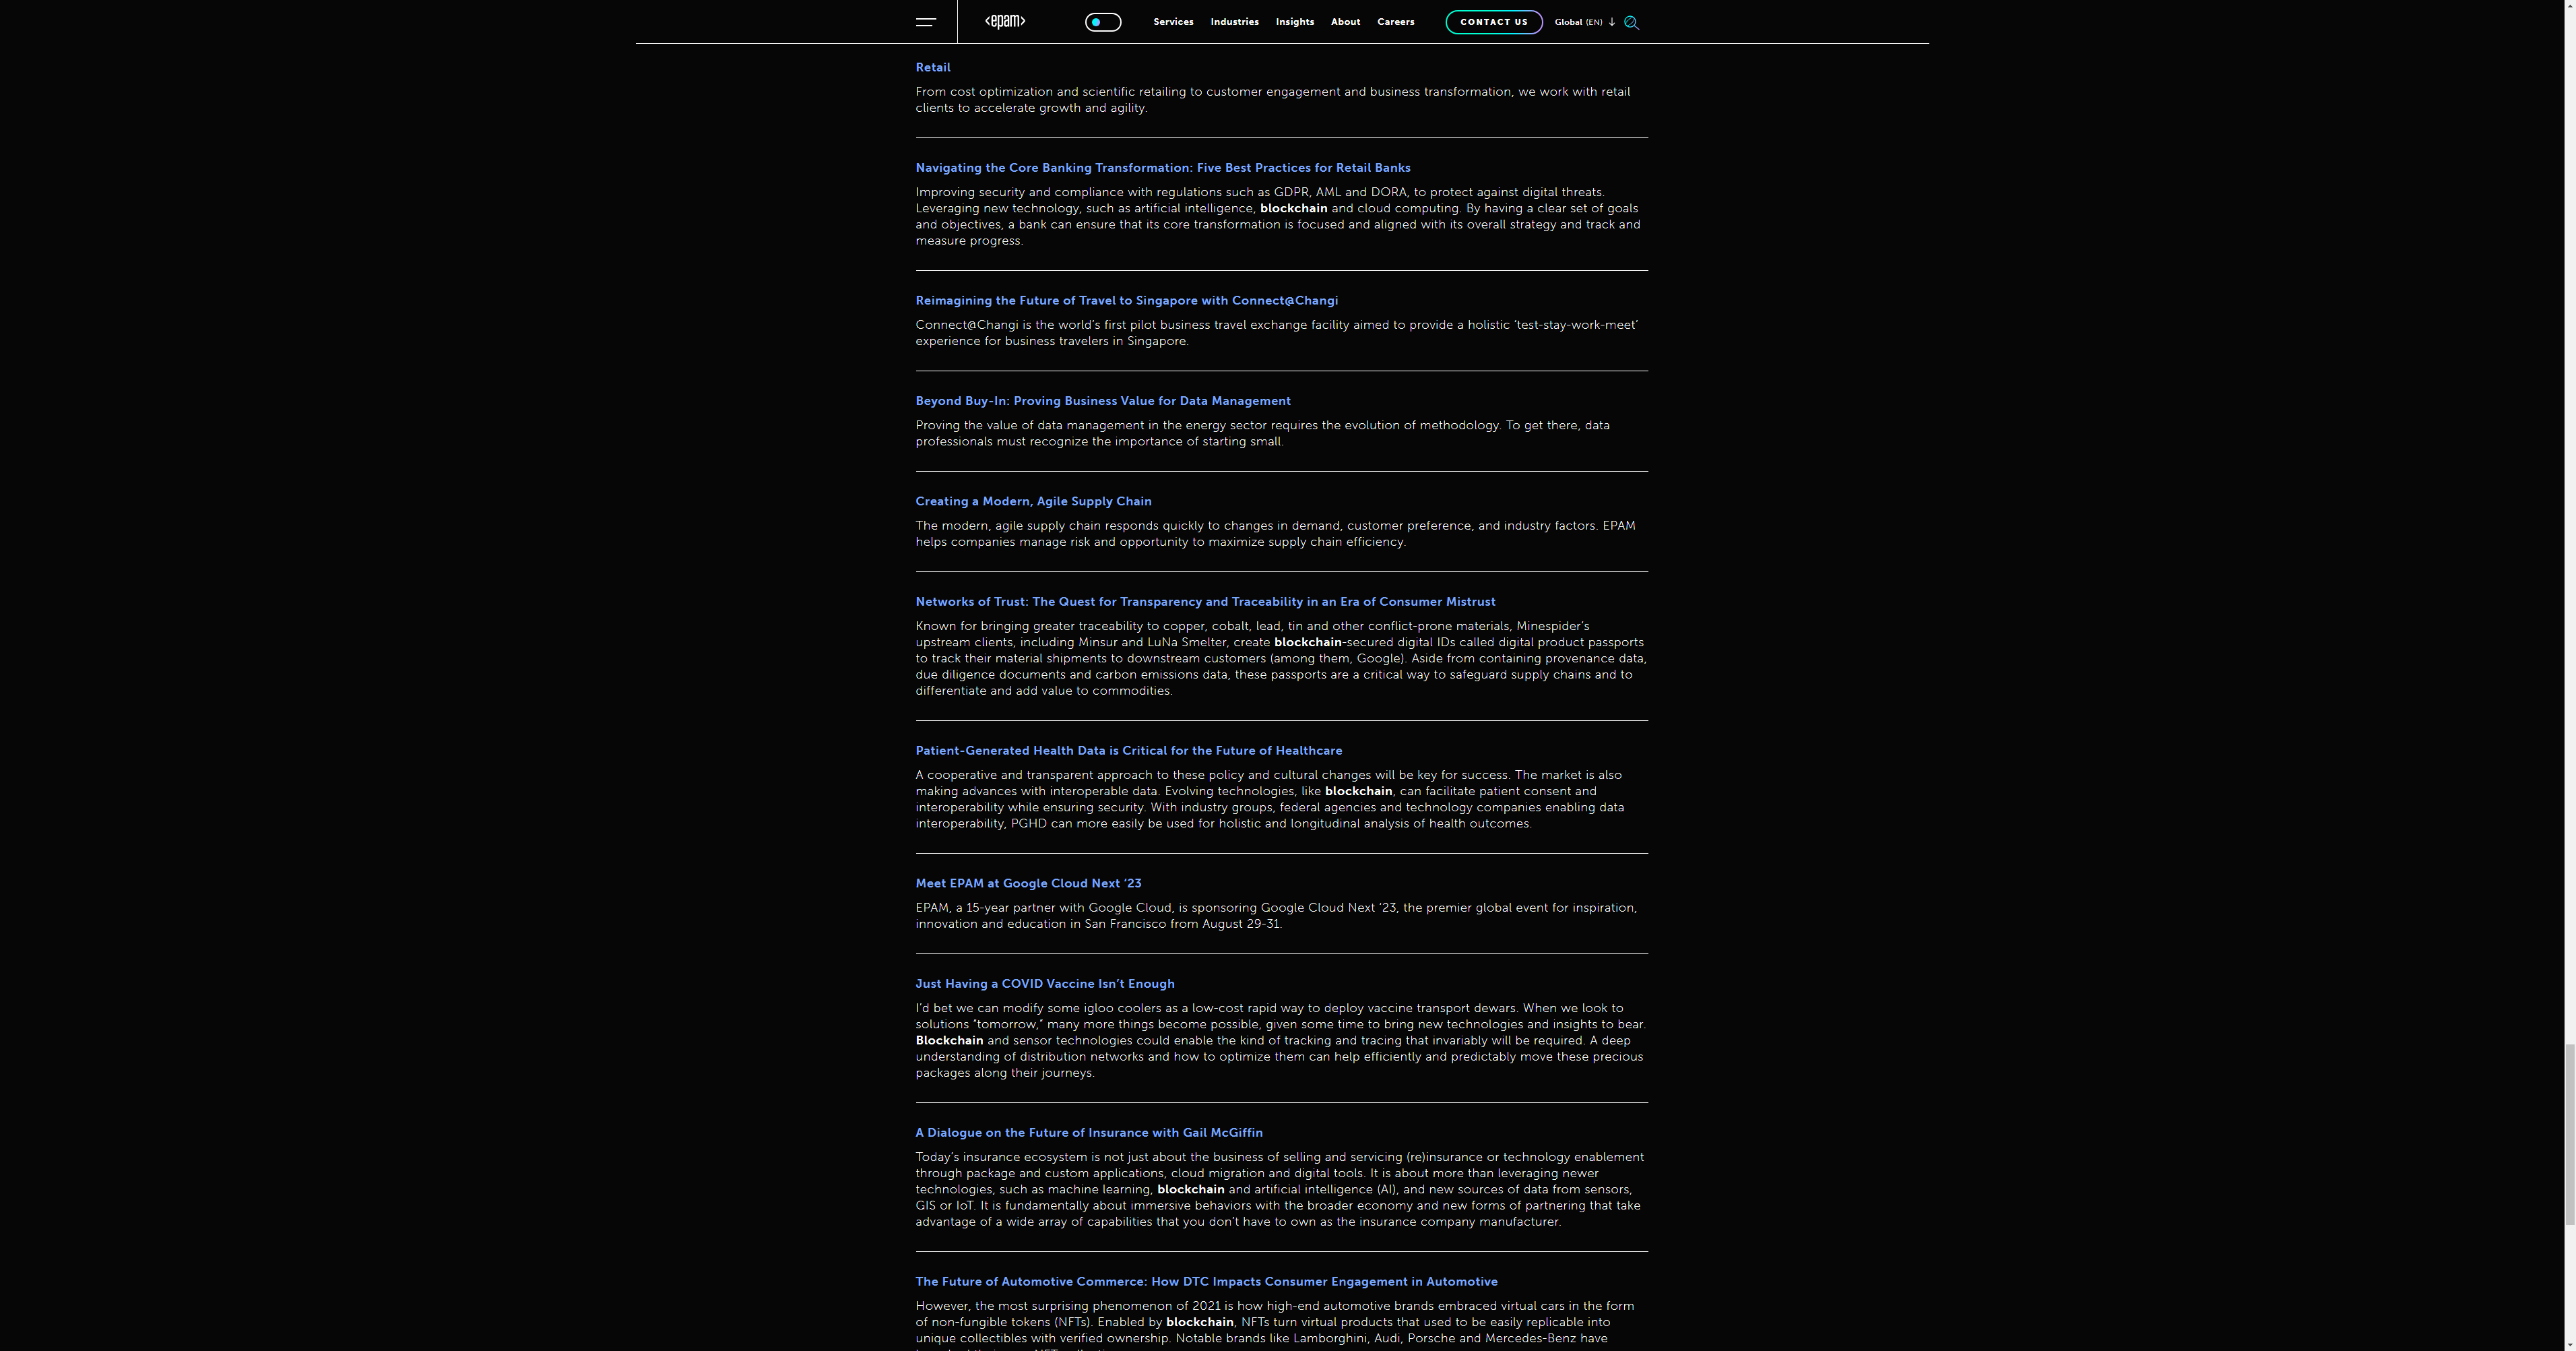 <epam>
Services Industries Insights About Careers CONTACT US Global (EN)
Retail
From cost optimization and scientific retailing to customer engagement and business transformation, we work with retail
clients to accelerate growth and agility.
Navigating the Core Banking Transformation: Five Best Practices for Retail Banks
Improving security and compliance with regulations such as GDPR, AML and DORA, to protect against digital threats.
Leveraging new technology, such as artificial intelligence, blockchain and cloud computing. By having a clear set of goals
and objectives, a bank can ensure that its core transformation is focused and aligned with its overall strategy and track and
measure progress.
Reimagining the Future of Travel to Singapore with Connect@Changi
Connect@Changi is the world's first pilot business travel exchange facility aimed to provide a holistic ‘test-stay-work-meet’
experience for business travelers in Singapore.
Beyond Buy-In: Proving Business Value for Data Management
Proving the value of data management in the energy sector requires the evolution of methodology. To get there, data
professionals must recognize the importance of starting small.
Creating a Modern, Agile Supply Chain
The modern, agile supply chain responds quickly to changes in demand, customer preference, and industry factors. EPAM
helps companies manage risk and opportunity to maximize supply chain efficiency.
Networks of Trust: The Quest for Transparency and Traceability in an Era of Consumer Mistrust
Known for bringing greater traceability to copper, cobalt, lead, tin and other conflict-prone materials, Minespider’s
upstream clients, including Minsur and LuNa Smelter, create blockchain-secured digital IDs called digital product passports
to track their material shipments to downstream customers (among them, Google). Aside from containing provenance data,
due diligence documents and carbon emissions data, these passports are a critical way to safeguard supply chains and to
differentiate and add value to commodities.
Patient-Generated Health Data is Critical for the Future of Healthcare
A cooperative and transparent approach to these policy and cultural changes will be key for success. The market is also
making advances with interoperable data. Evolving technologies, like blockchain, can facilitate patient consent and
interoperability while ensuring security. With industry groups, federal agencies and technology companies enabling data
interoperability, PGHD can more easily be used for holistic and longitudinal analysis of health outcomes.
Meet EPAM at Google Cloud Next ‘23
EPAM, a 15-year partner with Google Cloud, is sponsoring Google Cloud Next ‘23, the premier global event for inspiration,
innovation and education in San Francisco from August 29-31.
Just Having a COVID Vaccine Isn’t Enough
I’d bet we can modify some igloo coolers as a low-cost rapid way to deploy vaccine transport dewars. When we look to
solutions “tomorrow,” many more things become possible, given some time to bring new technologies and insights to bear.
Blockchain and sensor technologies could enable the kind of tracking and tracing that invariably will be required. A deep
understanding of distribution networks and how to optimize them can help efficiently and predictably move these precious
packages along their journeys.
A Dialogue on the Future of Insurance with Gail McGiffin
Today’s insurance ecosystem is not just about the business of selling and servicing (re)insurance or technology enablement
through package and custom applications, cloud migration and digital tools. It is about more than leveraging newer
technologies, such as machine learning, blockchain and artificial intelligence (AI), and new sources of data from sensors,
GIS or IoT. It is fundamentally about immersive behaviors with the broader economy and new forms of partnering that take
advantage of a wide array of capabilities that you don’t have to own as the insurance company manufacturer.
The Future of Automotive Commerce: How DTC Impacts Consumer Engagement in Automotive
However, the most surprising phenomenon of 2021 is how high-end automotive brands embraced virtual cars in the form
of non-fungible tokens (NFTs). Enabled by blockchain, NFTs turn virtual products that used to be easily replicable into
unique collectibles with verified ownership. Notable brands like Lamborghini, Audi, Porsche and Mercedes-Benz have